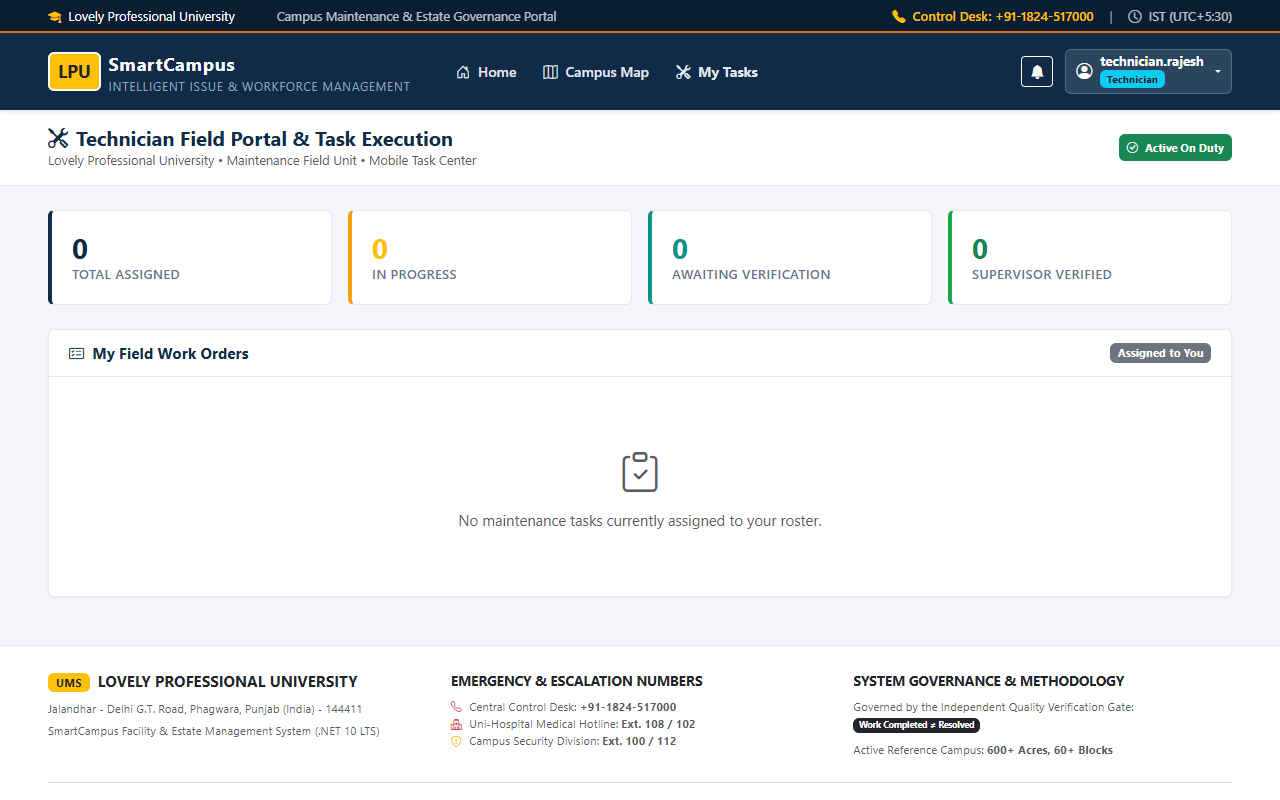 Lovely Professional University
Campus Maintenance & Estate Governance Portal
Control Desk: +91-1824-517000 | IST (UTC+5:30)
LPU
SmartCampus
INTELLIGENT ISSUE & WORKFORCE MANAGEMENT
Home
Campus Map
My Tasks
technician.rajesh
Technician
Technician Field Portal & Task Execution
Lovely Professional University • Maintenance Field Unit • Mobile Task Center
Active On Duty
0
TOTAL ASSIGNED
0
IN PROGRESS
0
AWAITING VERIFICATION
0
SUPERVISOR VERIFIED
My Field Work Orders
Assigned to You
No maintenance tasks currently assigned to your roster.
UMS LOVELY PROFESSIONAL UNIVERSITY
Jalandhar - Delhi G.T. Road, Phagwara, Punjab (India) - 144411
SmartCampus Facility & Estate Management System (.NET 10 LTS)
EMERGENCY & ESCALATION NUMBERS
Central Control Desk: +91-1824-517000
Uni-Hospital Medical Hotline: Ext. 108 / 102
Campus Security Division: Ext. 100 / 112
SYSTEM GOVERNANCE & METHODOLOGY
Governed by the Independent Quality Verification Gate:
Work Completed ≠ Resolved
Active Reference Campus: 600+ Acres, 60+ Blocks